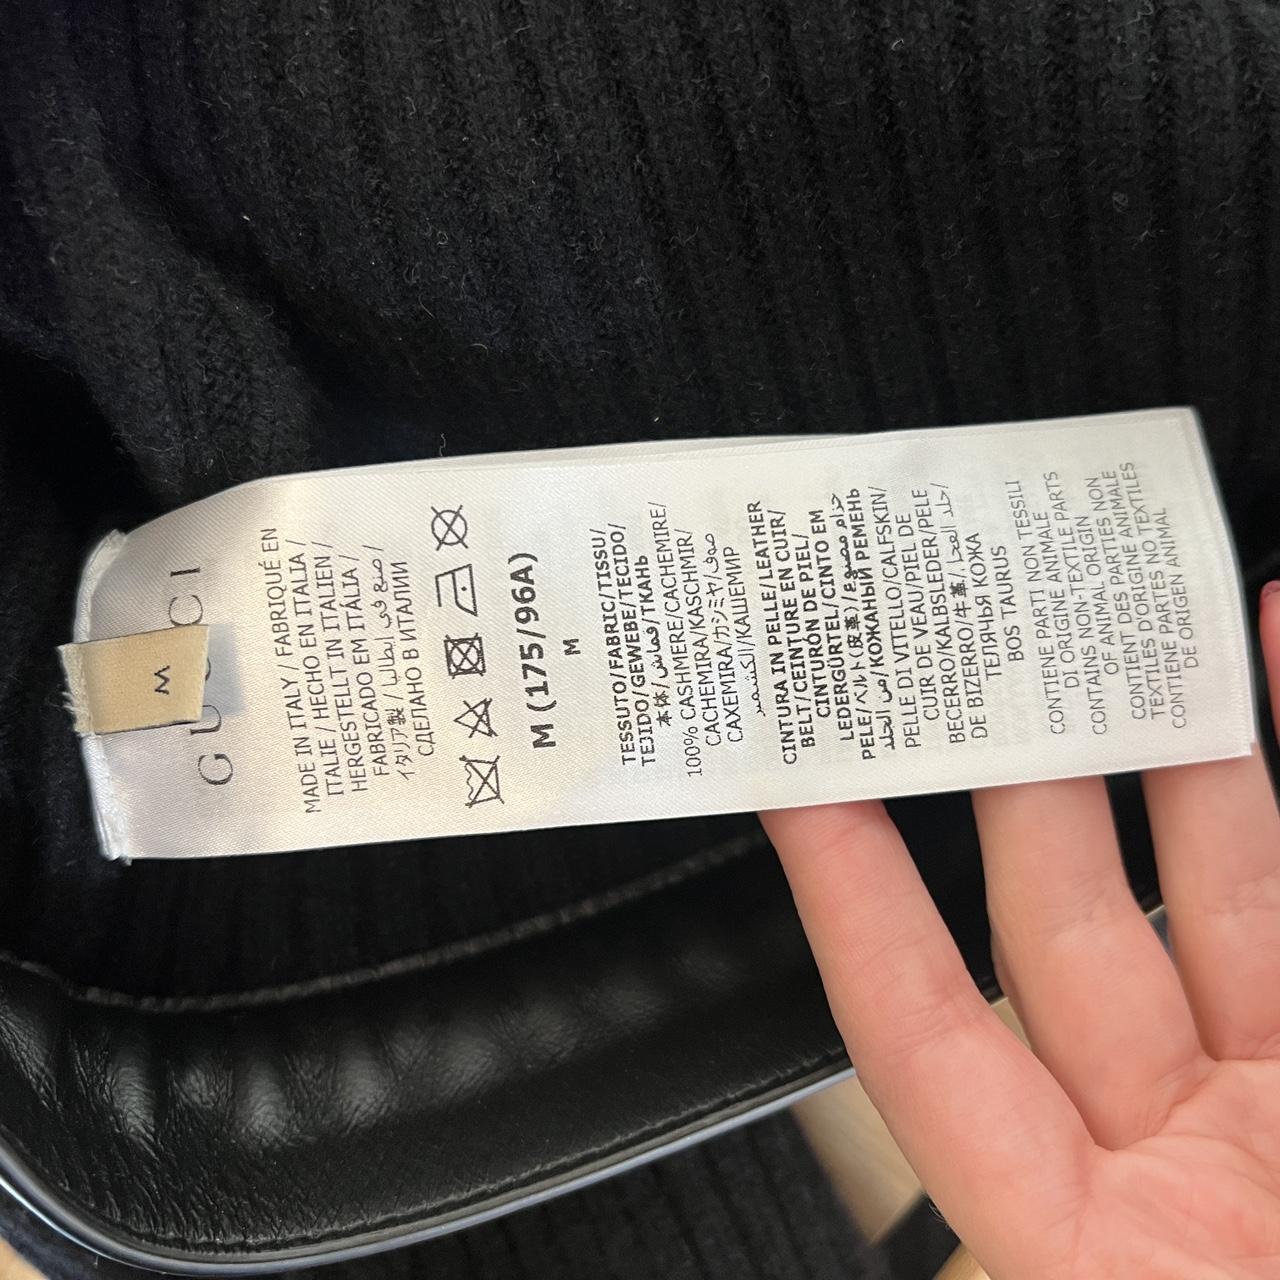 M
GUCCI
MADE IN ITALY / FABRIQUÉ EN
ITALIE / HECHO EN ITALIA /
HERGESTELLT IN ITALIEN /
FABRICADO EM ITÁLIA /
イタリア製 / صنع في إيطاليا /
СДЕЛАНО В ИТАЛИИ
M (175/96A)
M
TESSUTO/FABRIC/TISSU/
TEJIDO/GEWEBE/TECIDO/
本体/قماش/ТКАНЬ
100% CASHMERE/CACHEMIRE/
CACHEMIRA/KASCHMIR/
CAXEMIRA/カシミヤ/صوف
الكشمير/КАШЕМИР
CINTURA IN PELLE/LEATHER
BELT/CEINTURE EN CUIR/
CINTURÓN DE PIEL/
LEDERGÜRTEL/CINTO EM
PELE/ベルト(皮革)/حزام مصنوع
من الجلد/КОЖАНЫЙ РЕМЕНЬ
PELLE DI VITELLO/CALFSKIN/
CUIR DE VEAU/PIEL DE
BECERRO/KALBSLEDER/PELE
DE BIZERRO/牛革/جلد العجل/
ТЕЛЯЧЬЯ КОЖА
BOS TAURUS
CONTIENE PARTI NON TESSILI
DI ORIGINE ANIMALE
CONTAINS NON-TEXTILE PARTS
OF ANIMAL ORIGIN
CONTIENT DES PARTIES NON
TEXTILES D'ORIGINE ANIMALE
CONTIENE PARTES NO TEXTILES
DE ORIGEN ANIMAL